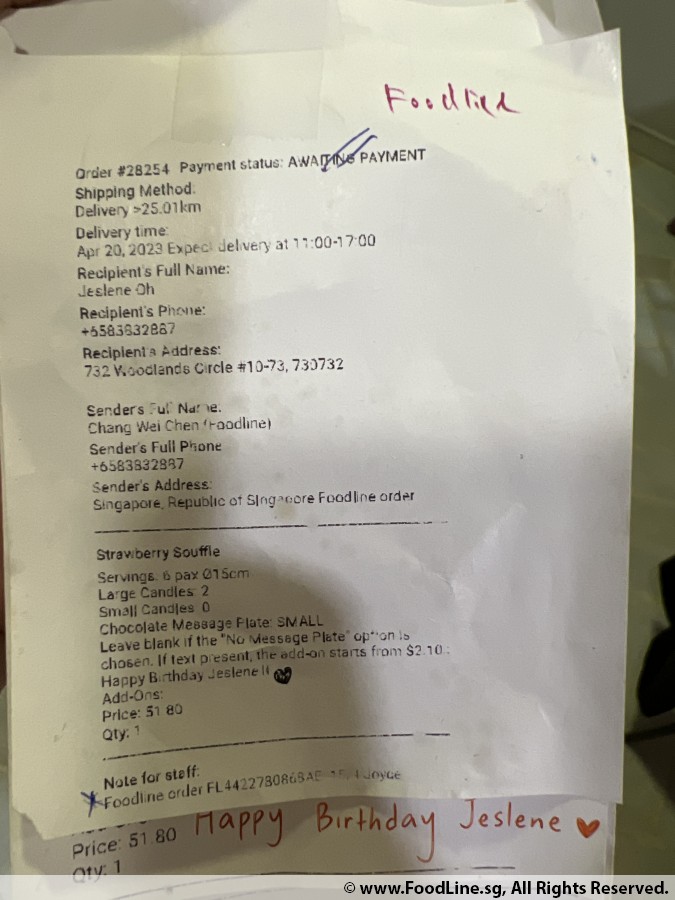 Order #28254 Payment status: AWAITING PAYMENT
Shipping Method:
Delivery >25.01km
Delivery time:
Apr 20, 2023 Expect delivery at 11:00-17:00
Recipient's Full Name:
Jeslene Oh
Recipient's Phone:
+6583832887
Recipient's Address:
732 Woodlands Circle #10-73, 730732
Sender's Full Name:
Chang Wei Chen (Foodline)
Sender's Full Phone
+6583832887
Sender's Address:
Singapore, Republic of Singapore Foodline order
Strawberry Souffle
Servings: 6 pax Ø15cm
Large Candles: 2
Small Candles: 0
Chocolate Message Plate: SMALL
Leave blank if the "No Message Plate" option is
chosen. If text present, the add-on starts from $2.10.:
Happy Birthday Jeslene !!
Add-Ons:
Price: 51.80
Qty: 1
Note for staff:
Foodline order Joyce
Price: 51.80 Happy Birthday Jeslene
Qty: 1
© www.FoodLine.sg, All Rights Reserved.